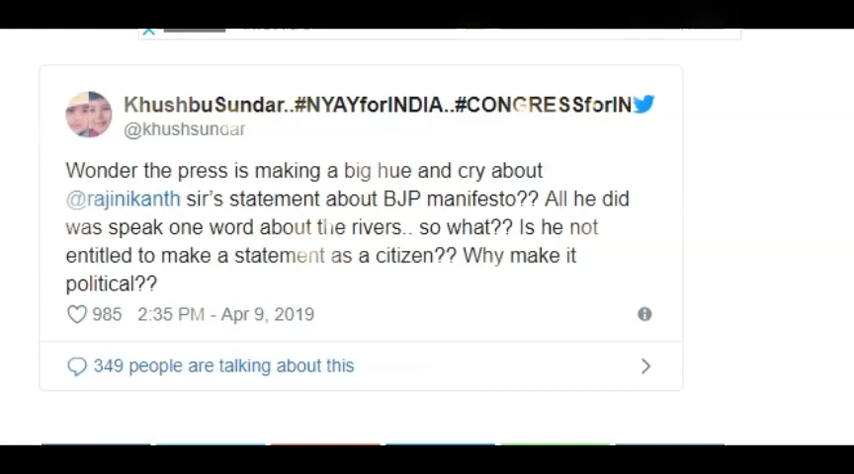 KhushbuSundar..#NYAYforINDIA..#CONGRESSforIN
@khushsundar
Wonder the press is making a big hue and cry about
@rajinikanth sir's statement about BJP manifesto?? All he did
was speak one word about the rivers.. so what?? Is he not
entitled to make a statement as a citizen?? Why make it
political??
985 2:35 PM - Apr 9, 2019
349 people are talking about this